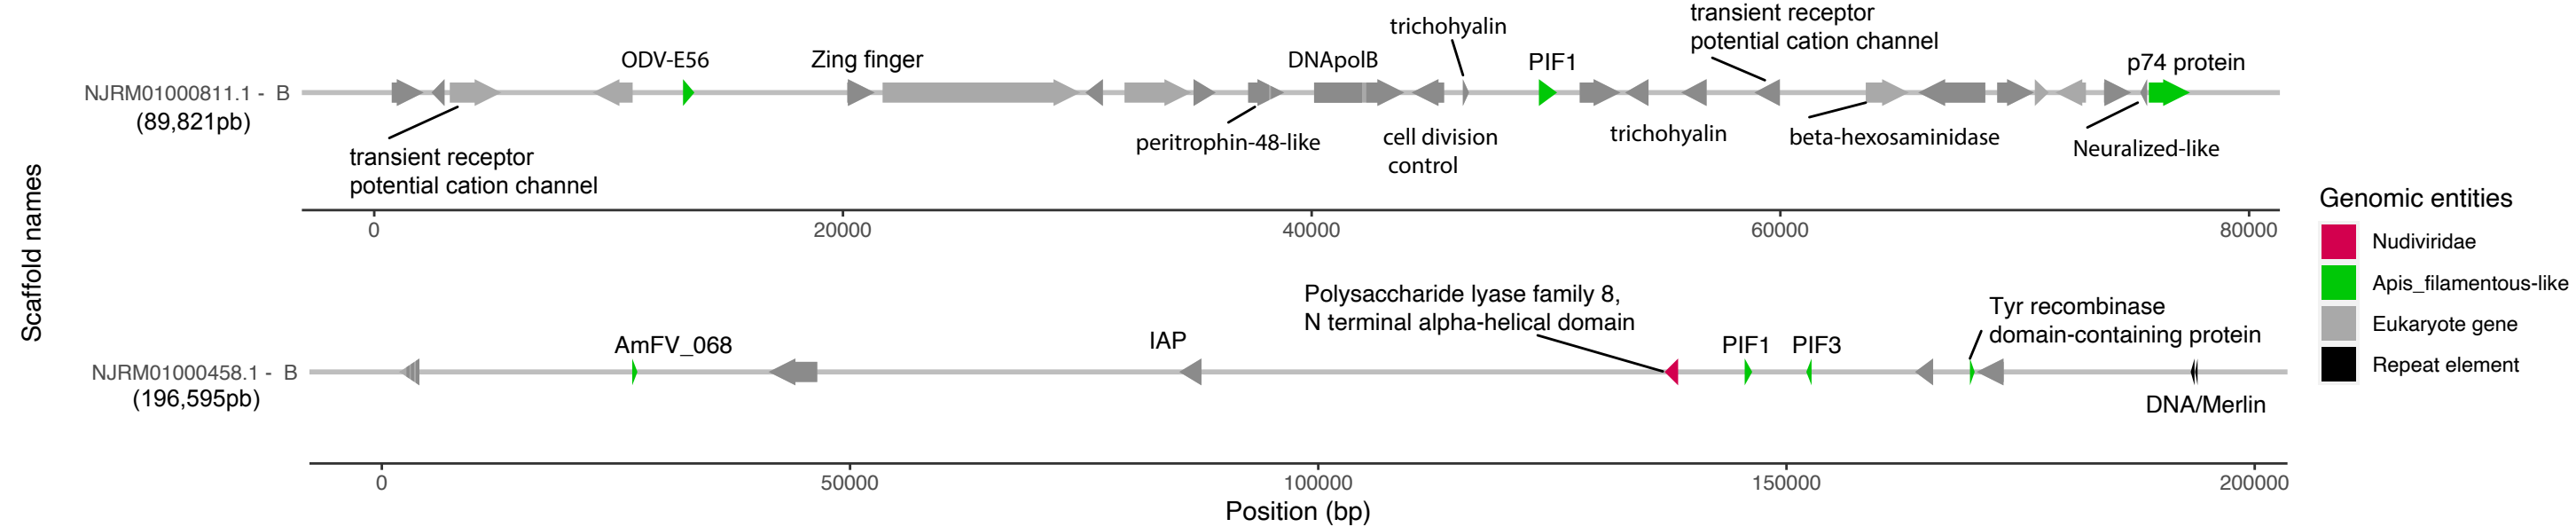 Scaffold names
NJRM01000811.1 - B
(89,821pb)
transient receptor
potential cation channel
ODV-E56
Zing finger
peritrophin-48-like
DNApolB
trichohyalin
cell division
control
PIF1
trichohyalin
transient receptor
potential cation channel
beta-hexosaminidase
Neuralized-like
p74 protein
0
20000
40000
60000
80000
NJRM01000458.1 - B
(196,595pb)
AmFV_068
IAP
Polysaccharide lyase family 8,
N terminal alpha-helical domain
PIF1
PIF3
Tyr recombinase
domain-containing protein
DNA/Merlin
0
50000
100000
150000
200000
Position (bp)
Genomic entities
Nudiviridae
Apis_filamentous-like
Eukaryote gene
Repeat element